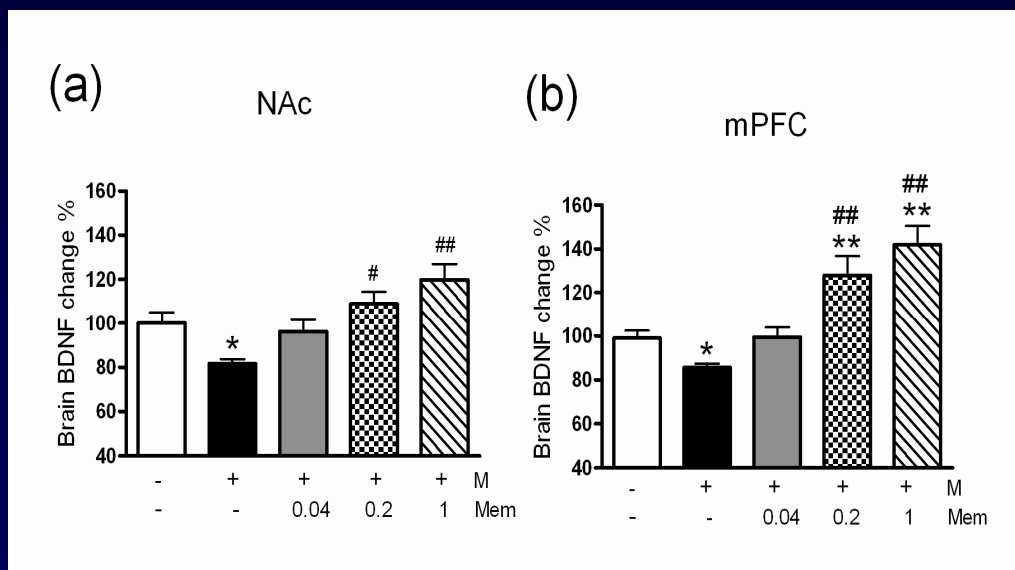 (a)
NAc
Brain BDNF change %
160
140
120
100
80
60
40
*
#
##
- + + + + M
- - 0.04 0.2 1 Mem
(b)
mPFC
Brain BDNF change %
160
140
120
100
80
60
40
*
##
**
##
**
- + + + + M
- - 0.04 0.2 1 Mem